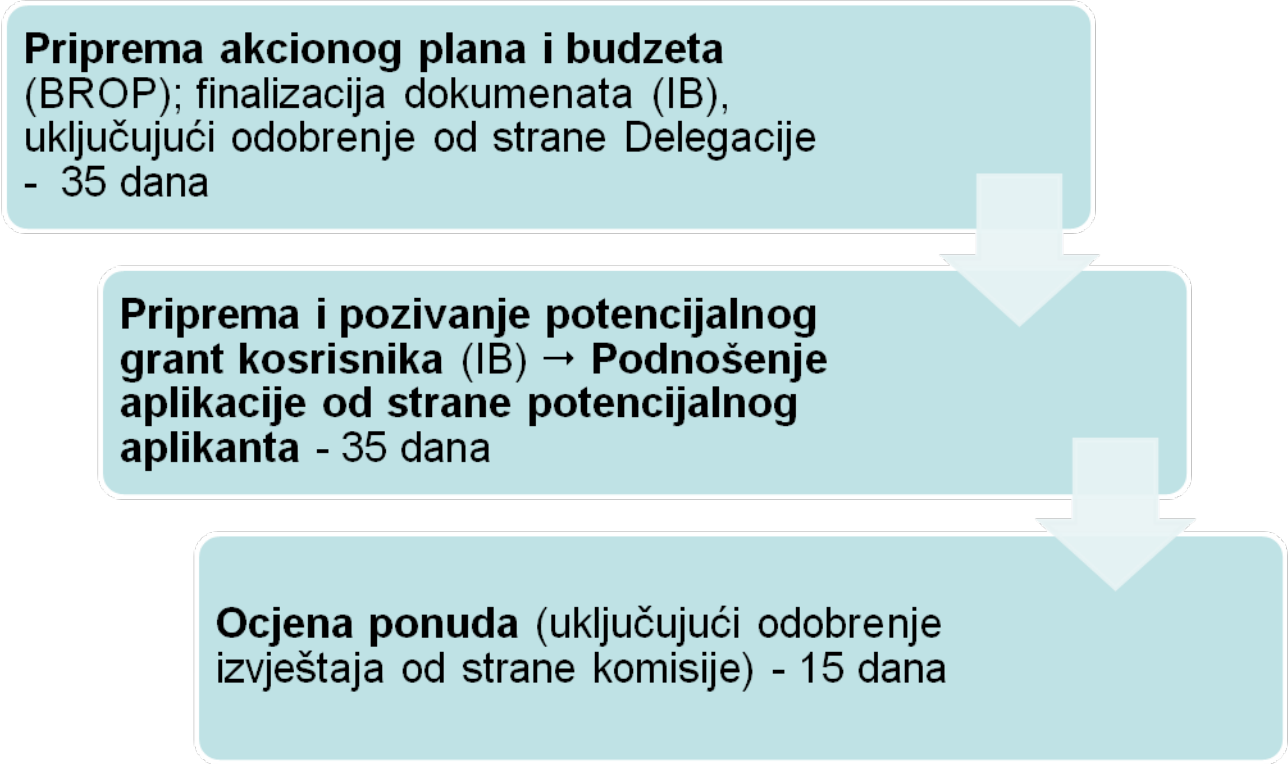 Priprema akcionog plana i budzeta
(BROP); finalizacija dokumenata (IB),
uključujući odobrenje od strane Delegacije
- 35 dana
Priprema i pozivanje potencijalnog
grant kosrisnika (IB) → Podnošenje
aplikacije od strane potencijalnog
aplikanta - 35 dana
Ocjena ponuda (uključujući odobrenje
izvještaja od strane komisije) - 15 dana